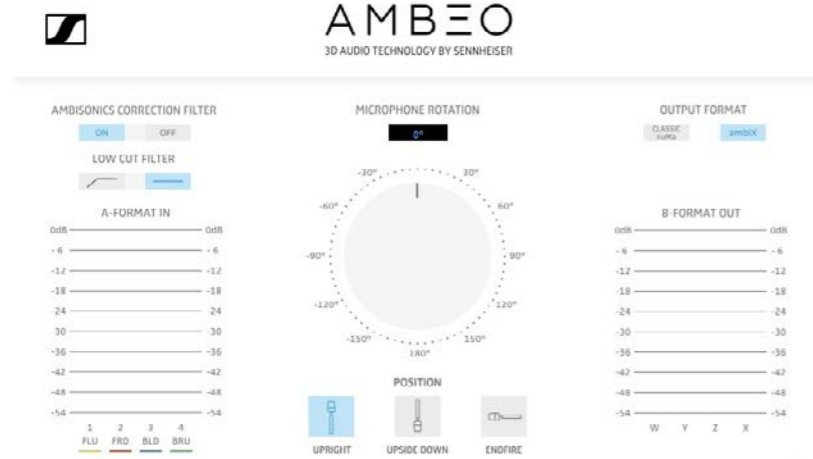 AMBEO
3D AUDIO TECHNOLOGY BY SENNHEISER
AMBISONICS CORRECTION FILTER
ON OFF
LOW CUT FILTER
A-FORMAT IN
0dB 0dB
-6 -6
-12 -12
-18 -18
-24 -24
30 -30
-36 -36
-42 -42
-48 -48
-54 -54
1 2 3 4
FLU FRD BLD BRU
MICROPHONE ROTATION
0°
-30° 30°
-60° 60°
-90° 90°
-120° 120°
-150° 150°
180°
POSITION
UPRIGHT UPSIDE DOWN ENDFIRE
OUTPUT FORMAT
CLASSIC ambiX
FuMa
B-FORMAT OUT
0dB 0dB
-6 -6
-12 -12
-18 -18
-24 -24
-30 -30
-36 -36
-42 -42
-48 -48
-54 -54
W Y Z X